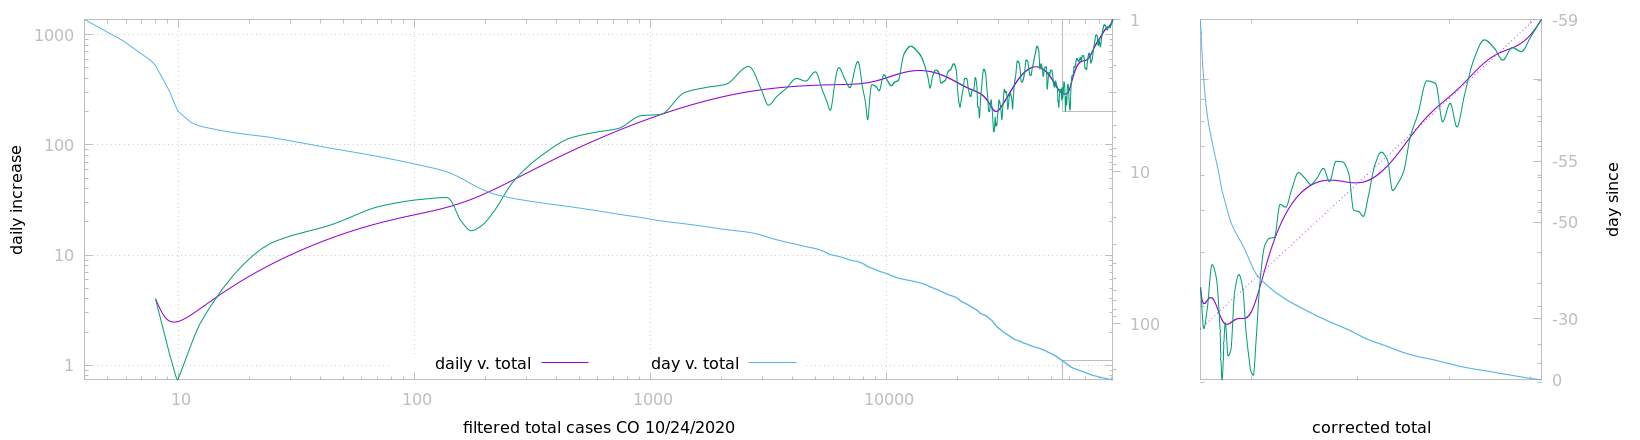 1000
100
10
1
daily increase
10
100
1000
10000
filtered total cases CO 10/24/2020
daily v. total
day v. total
1
10
100
-59
-55
-50
-30
0
day since
corrected total